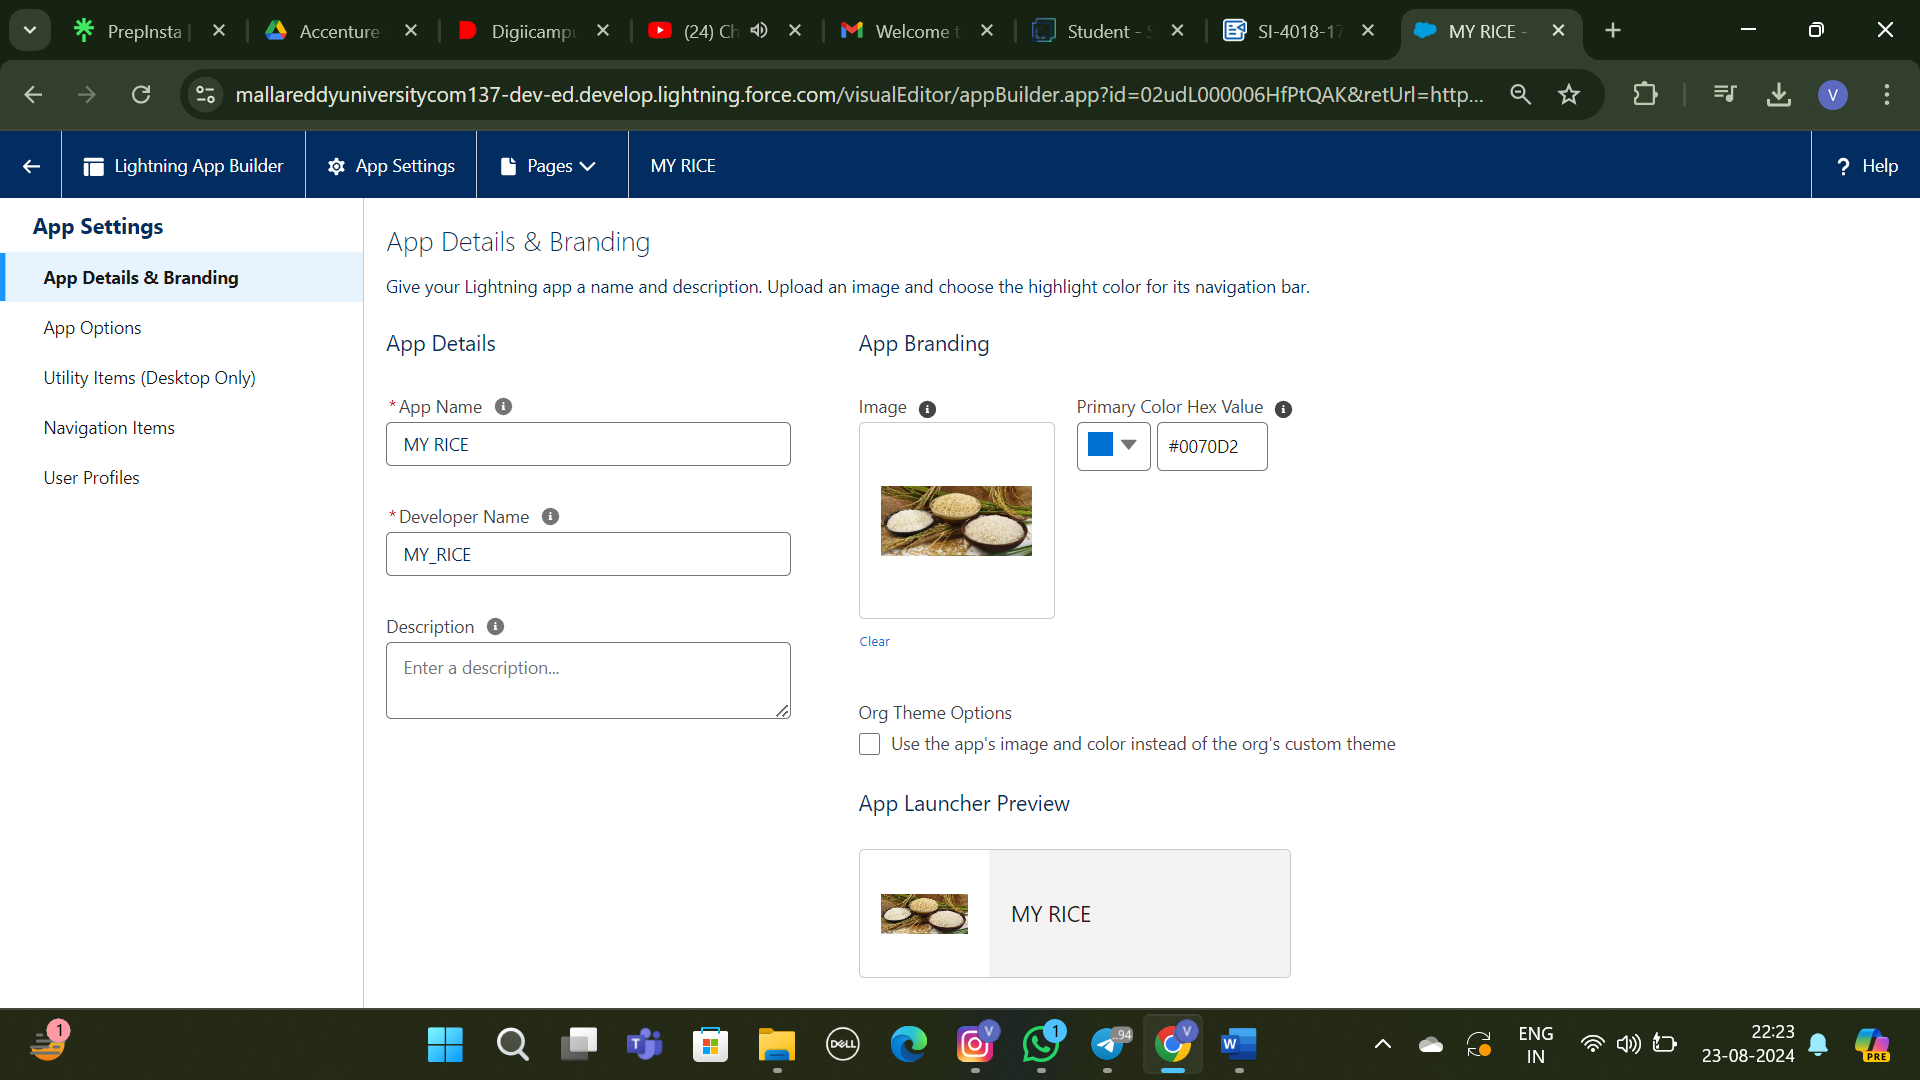 PrepInsta |
Accenture
Digiicampu
(24) Ch
Welcome t
Student - S
SI-4018-17
MY RICE -
mallareddyuniversitycom137-dev-ed.develop.lightning.force.com/visualEditor/appBuilder.app?id=02udL000006HfPtQAK&retUrl=http...
V
Lightning App Builder
App Settings
Pages
MY RICE
? Help
App Settings
App Details & Branding
App Options
Utility Items (Desktop Only)
Navigation Items
User Profiles
App Details & Branding
Give your Lightning app a name and description. Upload an image and choose the highlight color for its navigation bar.
App Details
*App Name
MY RICE
*Developer Name
MY_RICE
Description
Enter a description...
App Branding
Image
Primary Color Hex Value
#0070D2
Clear
Org Theme Options
Use the app's image and color instead of the org's custom theme
App Launcher Preview
MY RICE
1
T
DELL
V
1
94
V
W
ENG
IN
22:23
23-08-2024
PRE